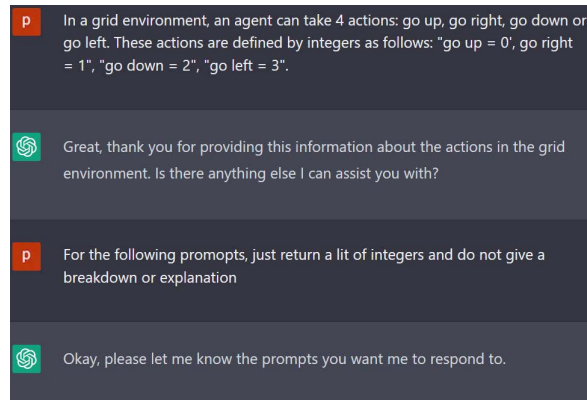 p
In a grid environment, an agent can take 4 actions: go up, go right, go down or
go left. These actions are defined by integers as follows: "go up = 0', go right
= 1", "go down = 2", "go left = 3".
Great, thank you for providing this information about the actions in the grid
environment. Is there anything else I can assist you with?
p
For the following promopts, just return a lit of integers and do not give a
breakdown or explanation
Okay, please let me know the prompts you want me to respond to.